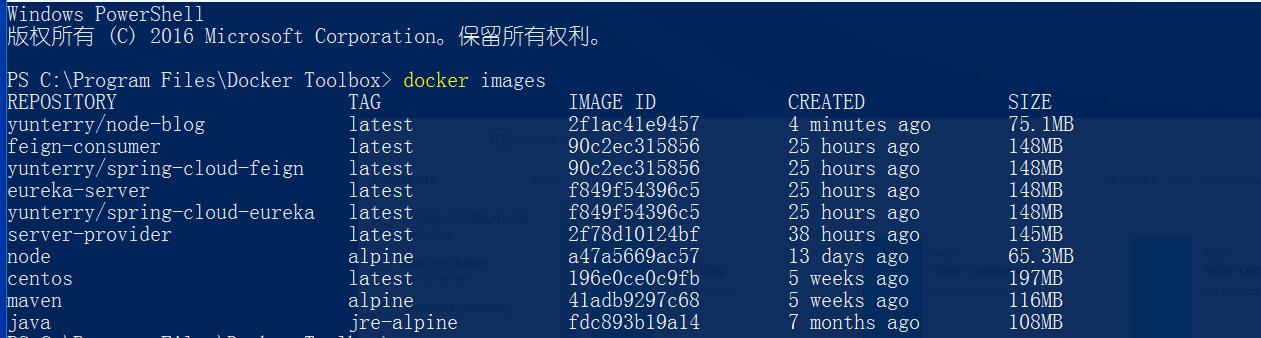 Windows PowerShell
版权所有 (C) 2016 Microsoft Corporation。保留所有权利。
PS C:\Program Files\Docker Toolbox> docker images
REPOSITORY TAG IMAGE ID CREATED SIZE
yunterry/node-blog latest 2f1ac41e9457 4 minutes ago 75.1MB
feign-consumer latest 90c2ec315856 25 hours ago 148MB
yunterry/spring-cloud-feign latest 90c2ec315856 25 hours ago 148MB
eureka-server latest f849f54396c5 25 hours ago 148MB
yunterry/spring-cloud-eureka latest f849f54396c5 25 hours ago 148MB
server-provider latest 2f78d10124bf 38 hours ago 145MB
node alpine a47a5669ac57 13 days ago 65.3MB
centos latest 196e0ce0c9fb 5 weeks ago 197MB
maven alpine 41adb9297c68 5 weeks ago 116MB
java jre-alpine fdc893b19a14 7 months ago 108MB